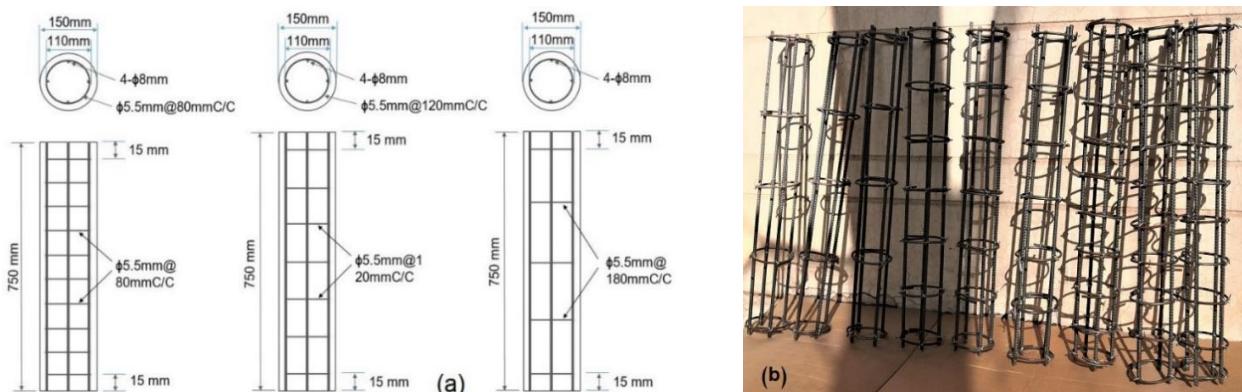 150mm
110mm
4-ϕ8mm
ϕ5.5mm@80mmC/C
15 mm
750 mm
ϕ5.5mm@
80mmC/C
15 mm
150mm
110mm
4-ϕ8mm
ϕ5.5mm@120mmC/C
15 mm
750 mm
ϕ5.5mm@1
20mmC/C
15 mm
150mm
110mm
4-ϕ8mm
15 mm
750 mm
ϕ5.5mm@
180mmC/C
15 mm
(a)
(b)